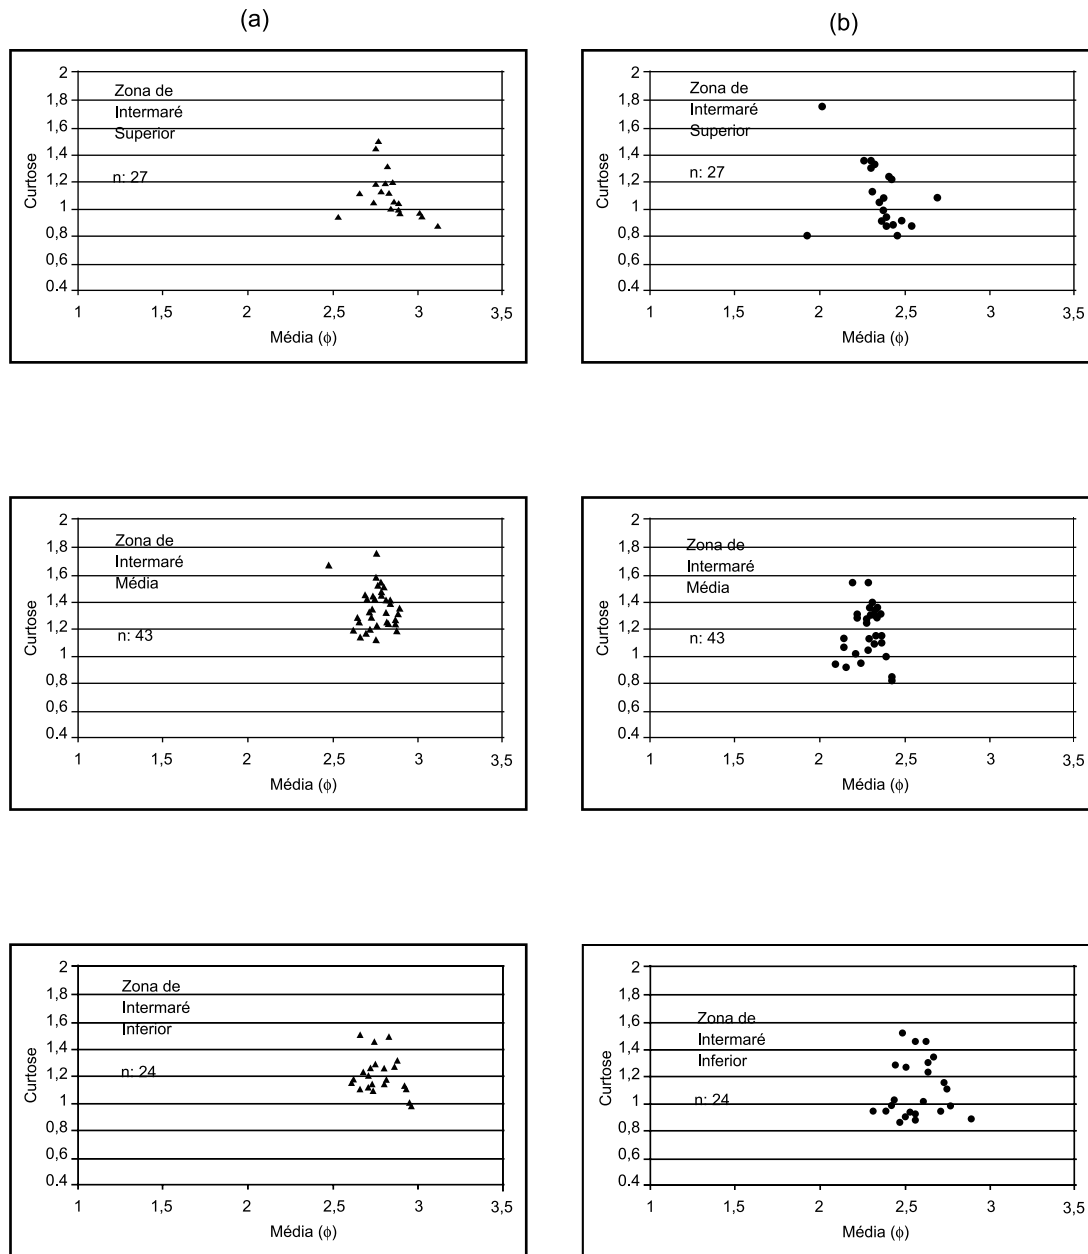 (a)
(b)
2
1,8
1,6
1,4
1,2
1
0,8
0,6
0.4
Curtose
Zona de
Intermaré
Superior
n: 27
1
1,5
2
2,5
3
3,5
Média (ϕ)
2
1,8
1,6
1,4
1,2
1
0,8
0,6
0.4
Curtose
Zona de
Intermaré
Superior
n: 27
1
2
2,5
3
3,5
Média (ϕ)
2
1,8
1,6
1,4
1,2
1
0,8
0,6
0.4
Curtose
Zona de
Intermaré
Média
n: 43
1
1,5
2
2,5
3
3,5
Média (ϕ)
2
1,8
1,6
1,4
1,2
1
0,8
0,6
0.4
Curtose
Zona de
Intermaré
Média
n: 43
1
2
2,5
3
3,5
Média (ϕ)
2
1,8
1,6
1,4
1,2
1
0,8
0,6
0.4
Curtose
Zona de
Intermaré
Inferior
n: 24
1
1,5
2
2,5
3
3,5
Média (ϕ)
2
1,8
1,6
1,4
1,2
1
0,8
0,6
0.4
Curtose
Zona de
Intermaré
Inferior
n: 24
1
2
2,5
3
3,5
Média (ϕ)